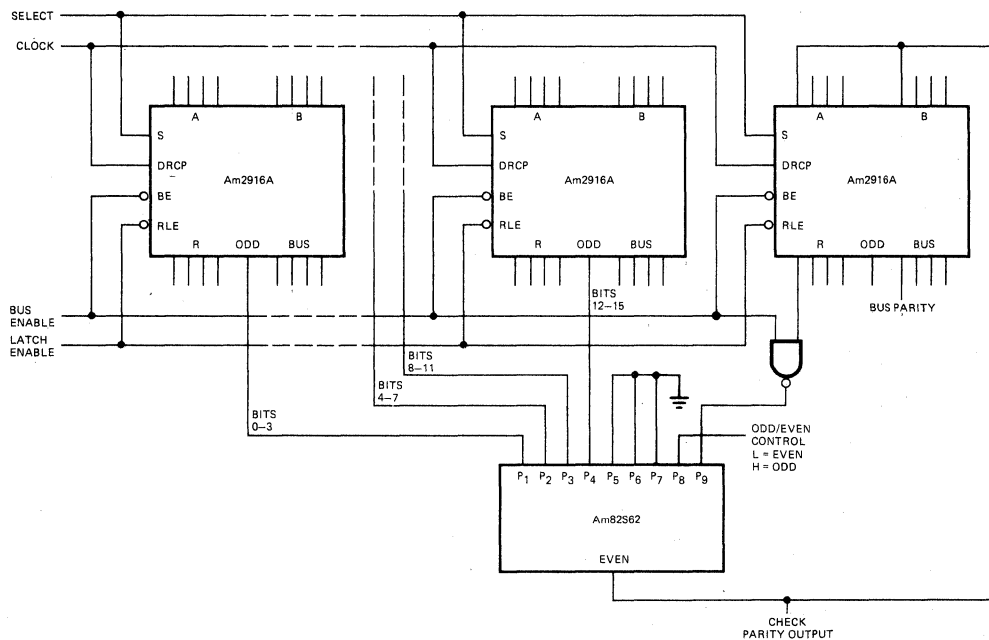 SELECT
CLOCK
A B
S
DRCP
Am2916A
BE
RLE
R ODD BUS
A B
S
DRCP
Am2916A
BE
RLE
R ODD BUS
A B
S
DRCP
Am2916A
BE
RLE
R ODD BUS
BUS
ENABLE
LATCH
ENABLE
BITS
12–15
BUS PARITY
BITS
8–11
BITS
4–7
BITS
0–3
ODD/EVEN
CONTROL
L = EVEN
H = ODD
P1 P2 P3 P4 P5 P6 P7 P8 P9
Am82S62
EVEN
CHECK
PARITY OUTPUT